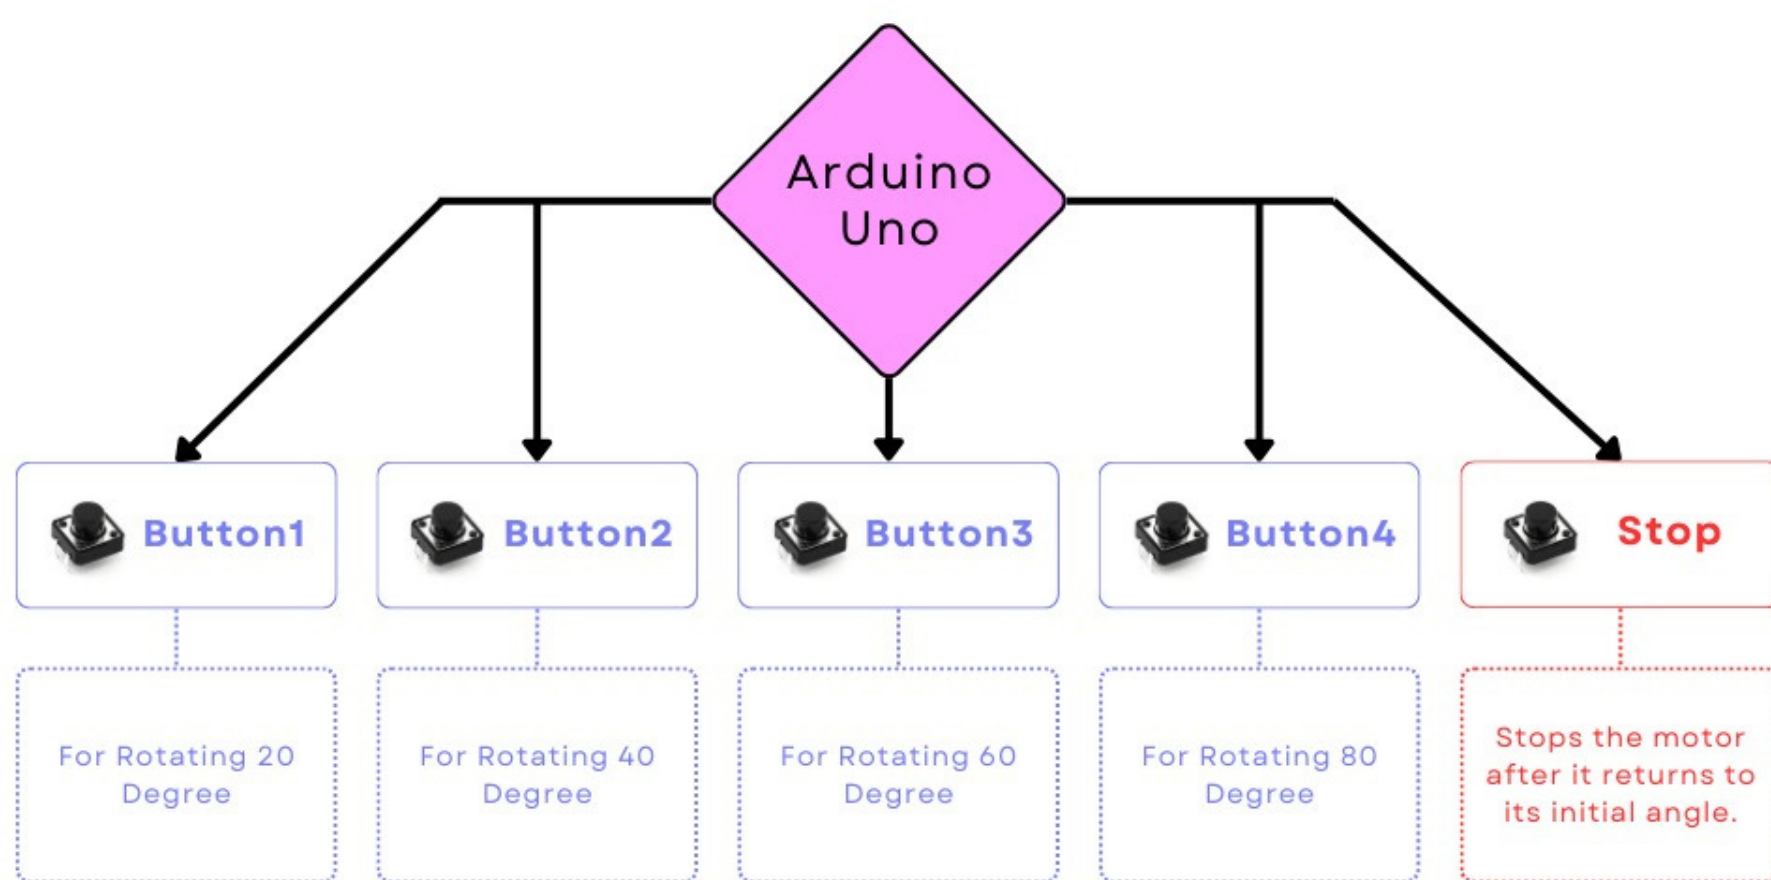 Arduino
Uno
Button1
Button2
Button3
Button4
Stop
For Rotating 20
Degree
For Rotating 40
Degree
For Rotating 60
Degree
For Rotating 80
Degree
Stops the motor
after it returns to
its initial angle.